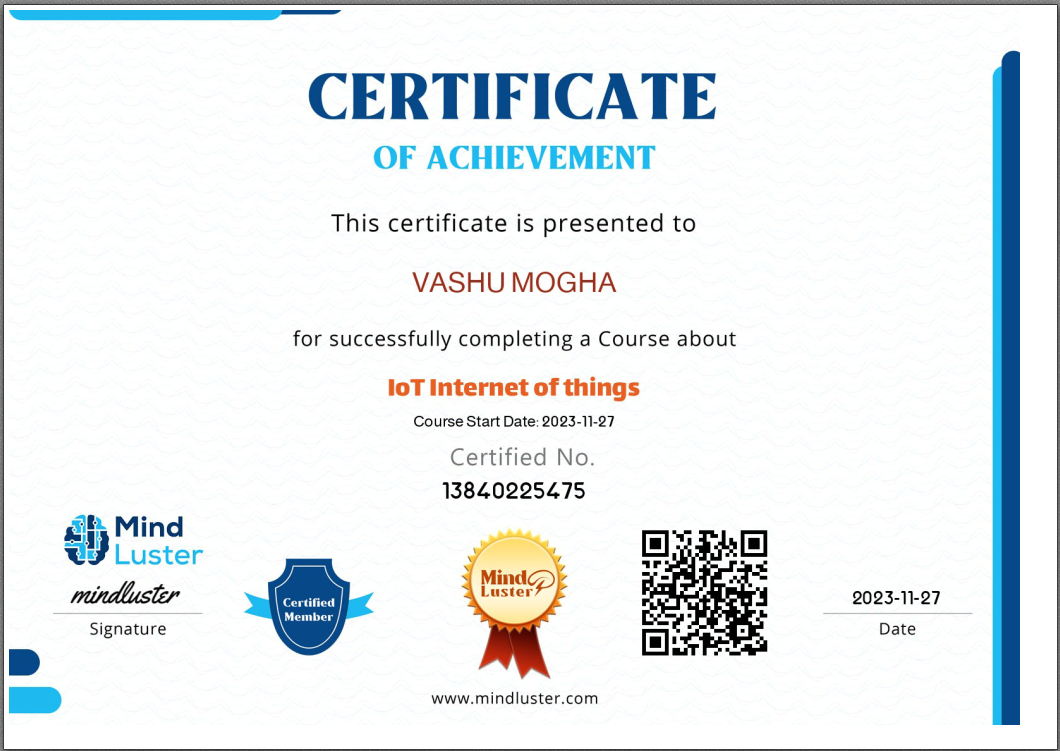 CERTIFICATE
OF ACHIEVEMENT
This certificate is presented to
VASHU MOGHA
for successfully completing a Course about
IoT Internet of things
Course Start Date: 2023-11-27
Certified No.
13840225475
Mind
Luster
mindluster
Signature
Certified
Member
Mind
Luster
2023-11-27
Date
www.mindluster.com